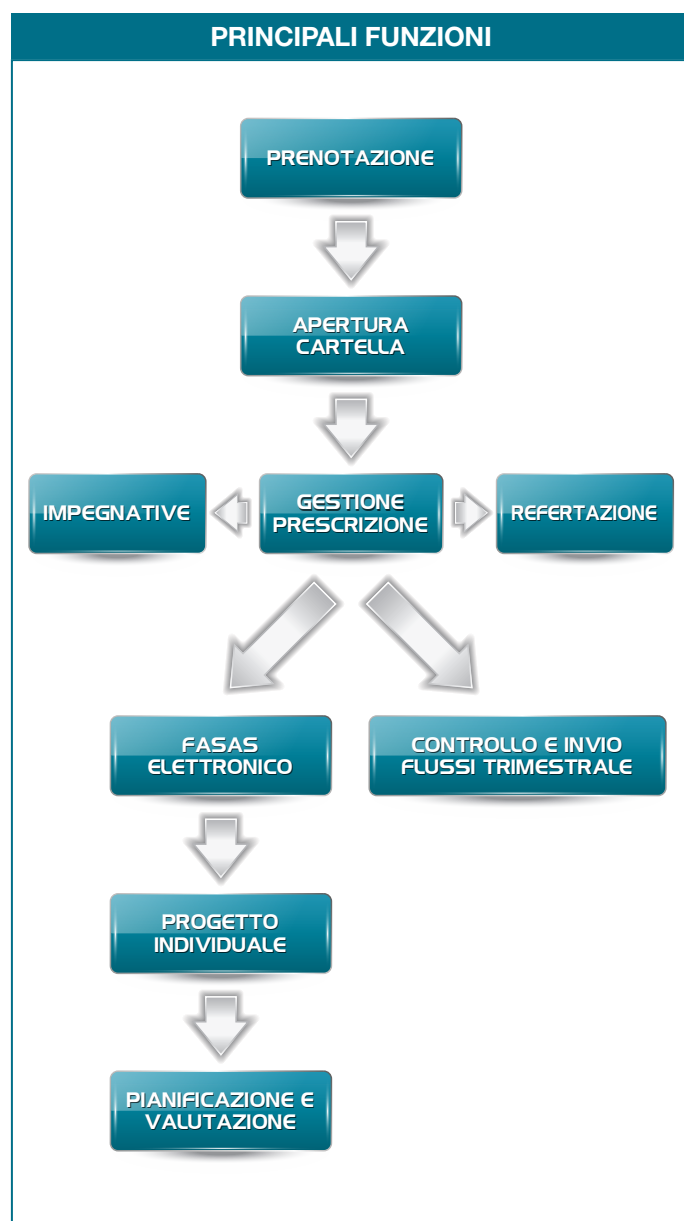 PRINCIPALI FUNZIONI
PRENOTAZIONE
APERTURA
CARTELLA
IMPEGNATIVE
GESTIONE
PRESCRIZIONE
REFERTAZIONE
FASAS
ELETTRONICO
CONTROLLO E INVIO
FLUSSI TRIMESTRALE
PROGETTO
INDIVIDUALE
PIANIFICAZIONE E
VALUTAZIONE